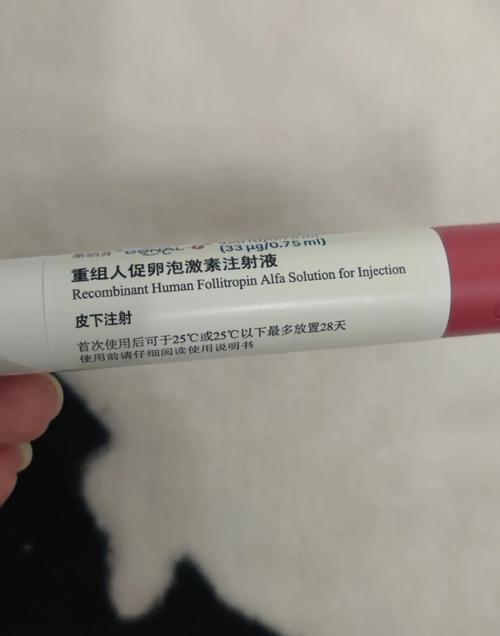 (33 μg/0.75 ml)
重组人促卵泡激素注射液
Recombinant Human Follitropin Alfa Solution for Injection
皮下注射
首次使用后可于25℃或25℃以下最多放置28天
使用前请仔细阅读使用说明书